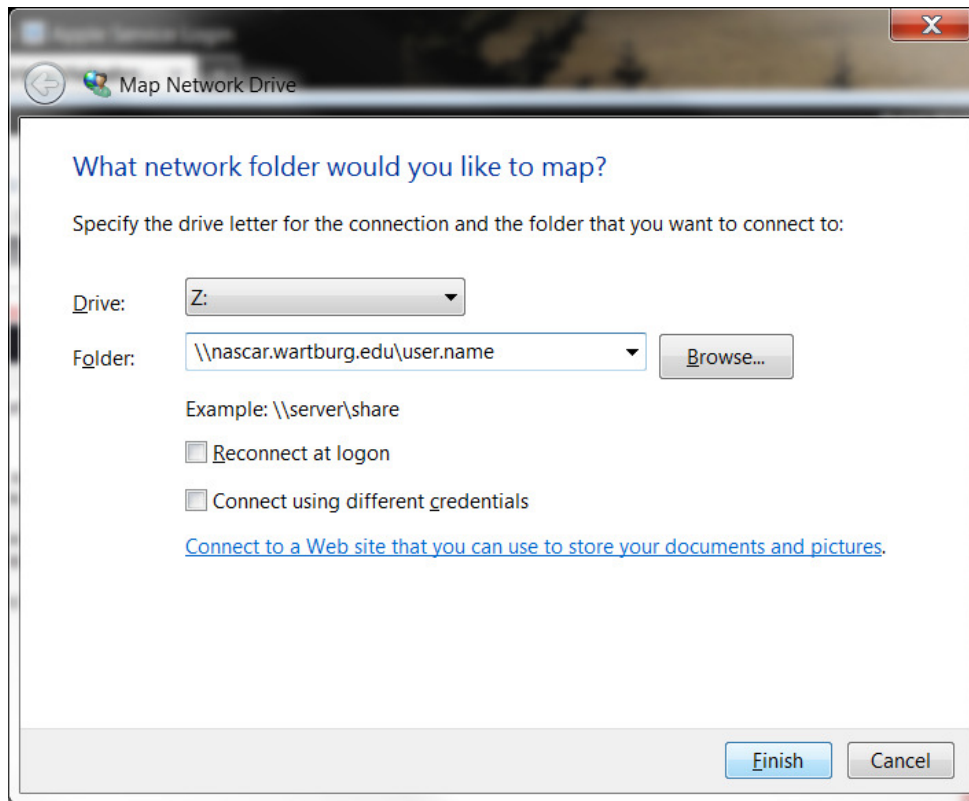 Apple Service Login
Map Network Drive
What network folder would you like to map?
Specify the drive letter for the connection and the folder that you want to connect to:
Drive: Z:
Folder: \\nascar.wartburg.edu\user.name Browse...
Example: \\server\share
Reconnect at logon
Connect using different credentials
Connect to a Web site that you can use to store your documents and pictures.
Finish Cancel